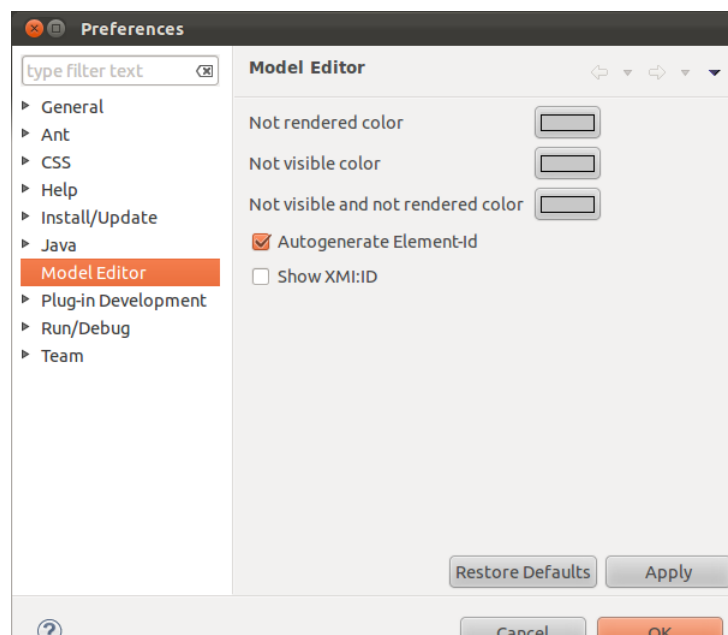 Preferences
type filter text
General
Ant
CSS
Help
Install/Update
Java
Model Editor
Plug-in Development
Run/Debug
Team
Model Editor
Not rendered color
Not visible color
Not visible and not rendered color
Autogenerate Element-Id
Show XMI:ID
Restore Defaults
Apply
?
Cancel
OK